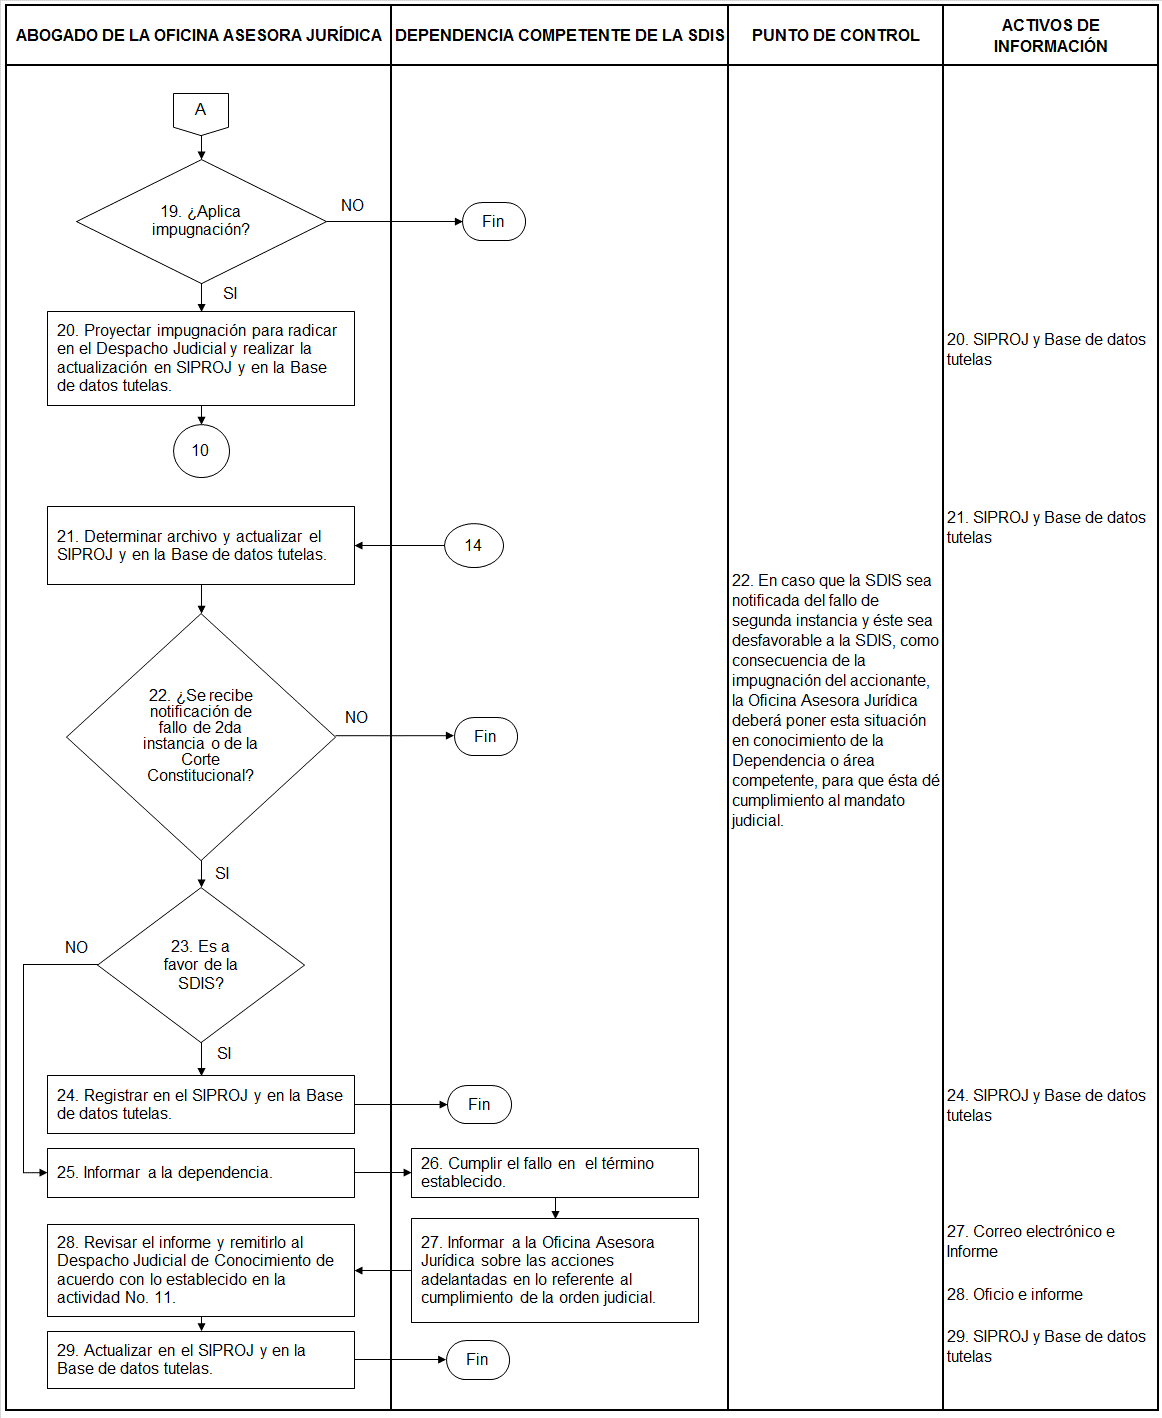 ABOGADO DE LA OFICINA ASESORA JURÍDICA
DEPENDENCIA COMPETENTE DE LA SDIS
PUNTO DE CONTROL
ACTIVOS DE
INFORMACIÓN
A
19. ¿Aplica
impugnación?
NO
Fin
SI
20. Proyectar impugnación para radicar
en el Despacho Judicial y realizar la
actualización en SIPROJ y en la Base
de datos tutelas.
20. SIPROJ y Base de datos
tutelas
10
21. Determinar archivo y actualizar el
SIPROJ y en la Base de datos tutelas.
14
21. SIPROJ y Base de datos
tutelas
22. ¿Se recibe
notificación de
fallo de 2da
instancia o de la
Corte
Constitucional?
NO
Fin
22. En caso que la SDIS sea
notificada del fallo de
segunda instancia y éste sea
desfavorable a la SDIS, como
consecuencia de la
impugnación del accionante,
la Oficina Asesora Jurídica
deberá poner esta situación
en conocimiento de la
Dependencia o área
competente, para que ésta dé
cumplimiento al mandato
judicial.
SI
23. Es a
favor de la
SDIS?
NO
SI
24. Registrar en el SIPROJ y en la Base
de datos tutelas.
Fin
24. SIPROJ y Base de datos
tutelas
25. Informar a la dependencia.
26. Cumplir el fallo en el término
establecido.
27. Informar a la Oficina Asesora
Jurídica sobre las acciones
adelantadas en lo referente al
cumplimiento de la orden judicial.
27. Correo electrónico e
Informe
28. Revisar el informe y remitirlo al
Despacho Judicial de Conocimiento de
acuerdo con lo establecido en la
actividad No. 11.
28. Oficio e informe
29. Actualizar en el SIPROJ y en la
Base de datos tutelas.
Fin
29. SIPROJ y Base de datos
tutelas